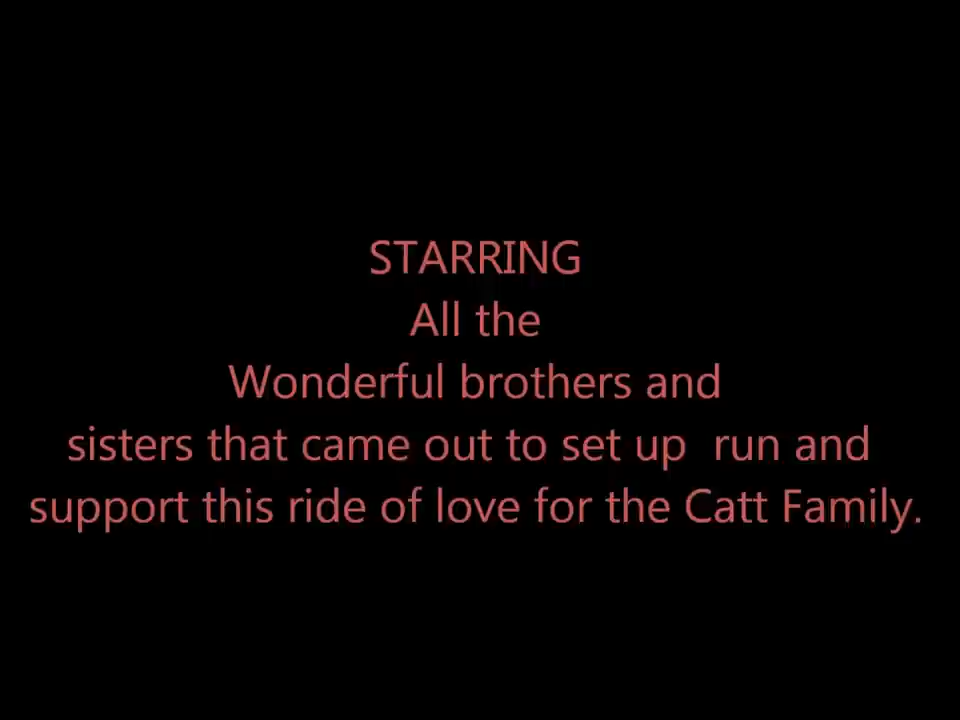 STARRING
All the
Wonderful brothers and
sisters that came out to set up  run and
support this ride of love for the Catt Family.